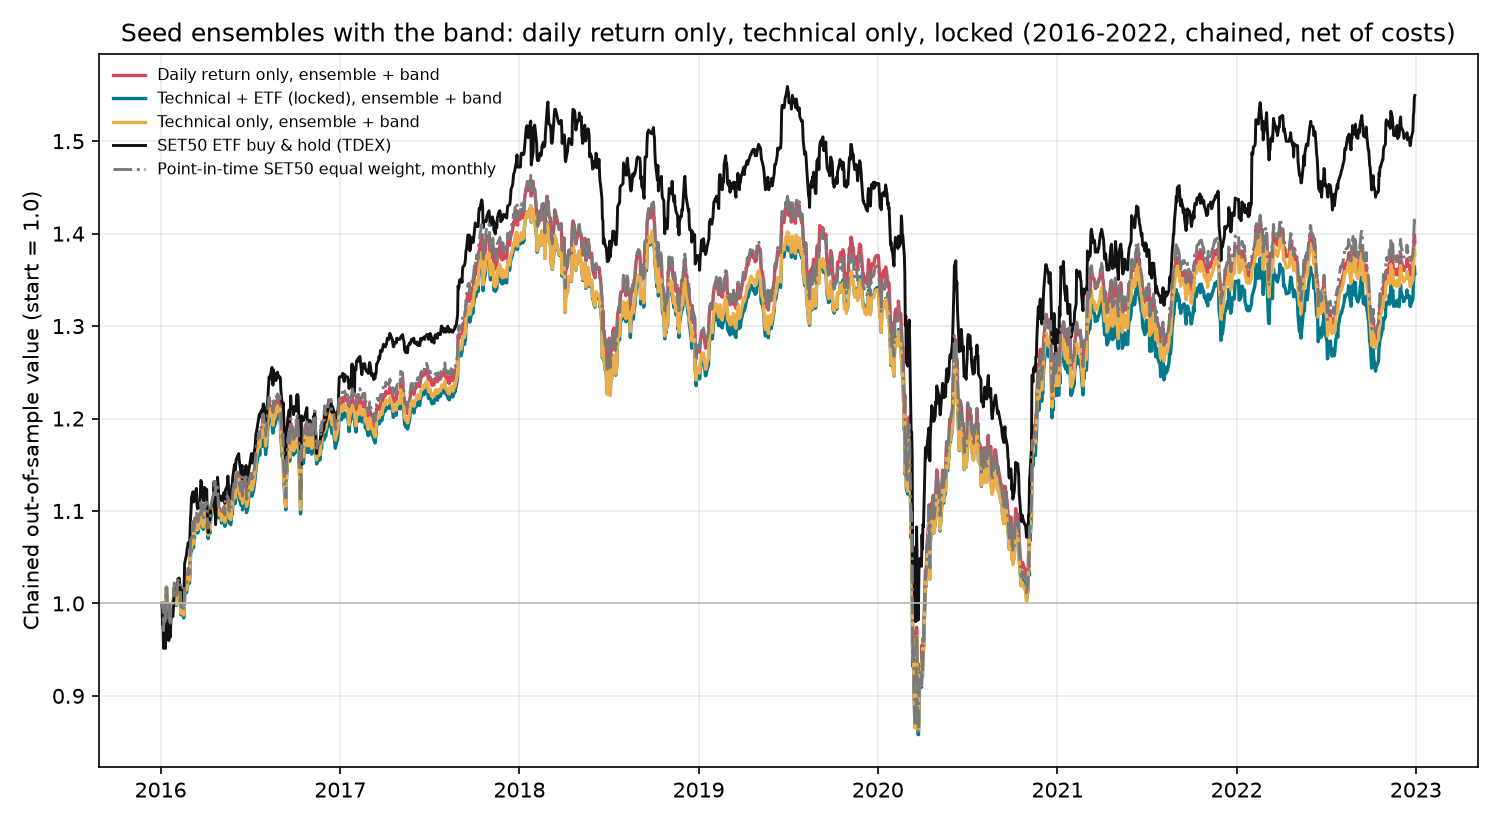 Seed ensembles with the band: daily return only, technical only, locked (2016-2022, chained, net of costs)
Daily return only, ensemble + band
Technical + ETF (locked), ensemble + band
Technical only, ensemble + band
SET50 ETF buy & hold (TDEX)
Point-in-time SET50 equal weight, monthly
Chained out-of-sample value (start = 1.0)
1.5
1.4
1.3
1.2
1.1
1.0
0.9
2016
2017
2018
2019
2020
2021
2022
2023